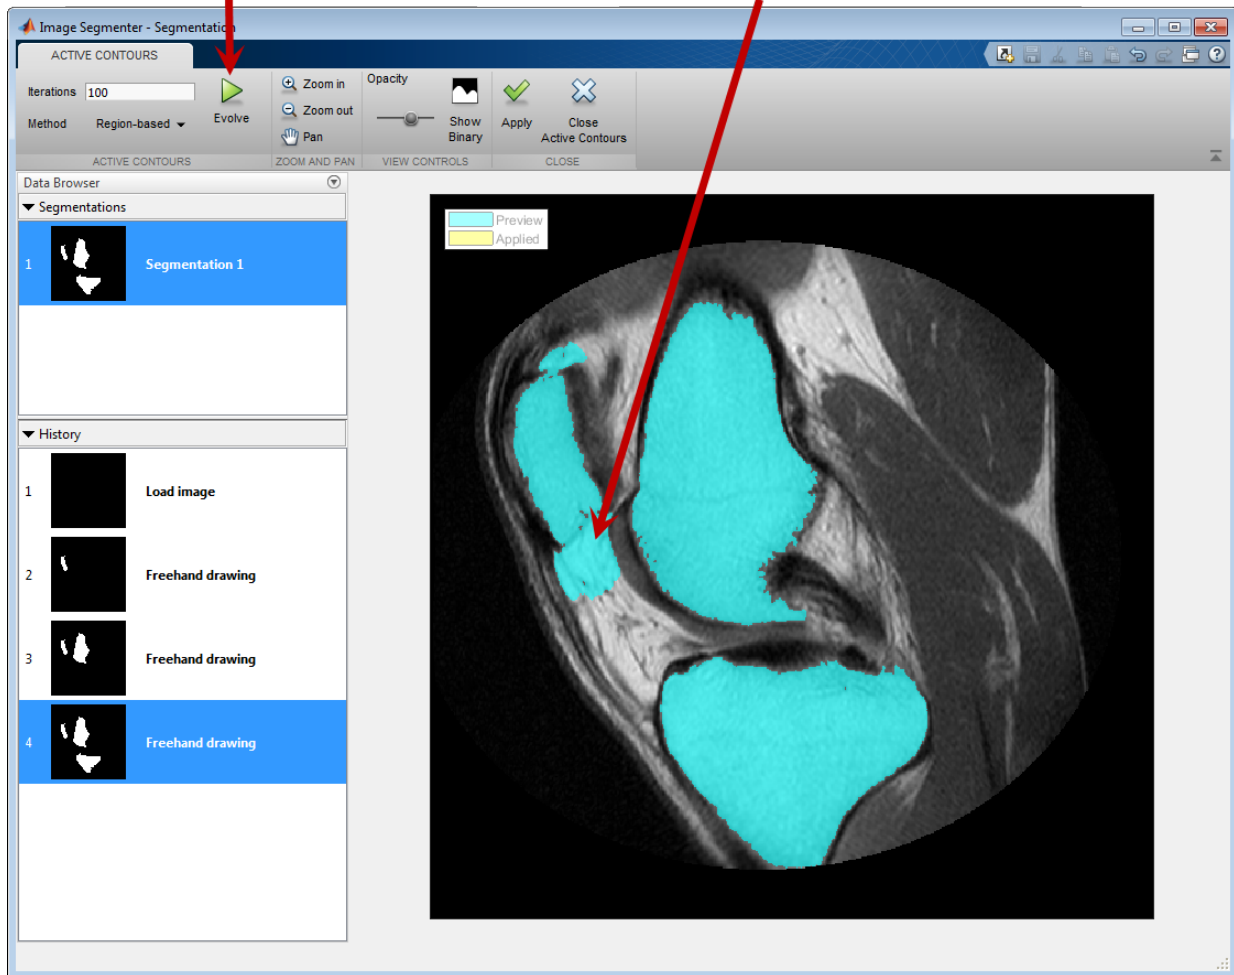 Image Segmenter - Segmentation
ACTIVE CONTOURS
Iterations 100
Method Region-based
Evolve
Zoom in
Zoom out
Pan
Opacity
Show
Binary
Apply
Close
Active Contours
ACTIVE CONTOURS
ZOOM AND PAN
VIEW CONTROLS
CLOSE
Data Browser
Segmentations
1 Segmentation 1
History
1 Load image
2 Freehand drawing
3 Freehand drawing
4 Freehand drawing
Preview
Applied